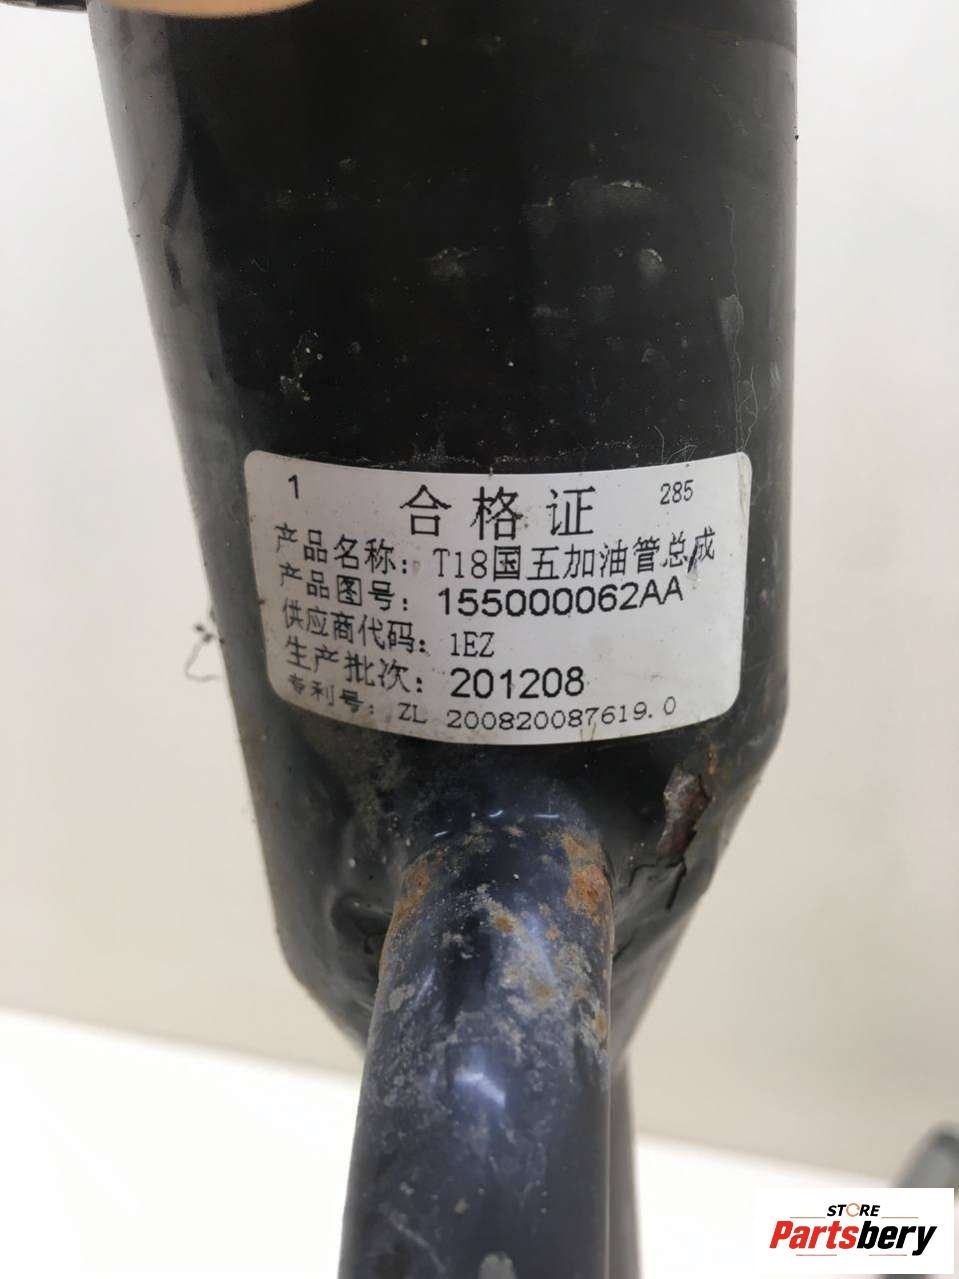 1 合格证 285
产品名称: T18国五加油管总成
产品图号: 155000062AA
供应商代码: 1EZ
生产批次: 201208
专利号: ZL 200820087619.0
STORE
Partsbery